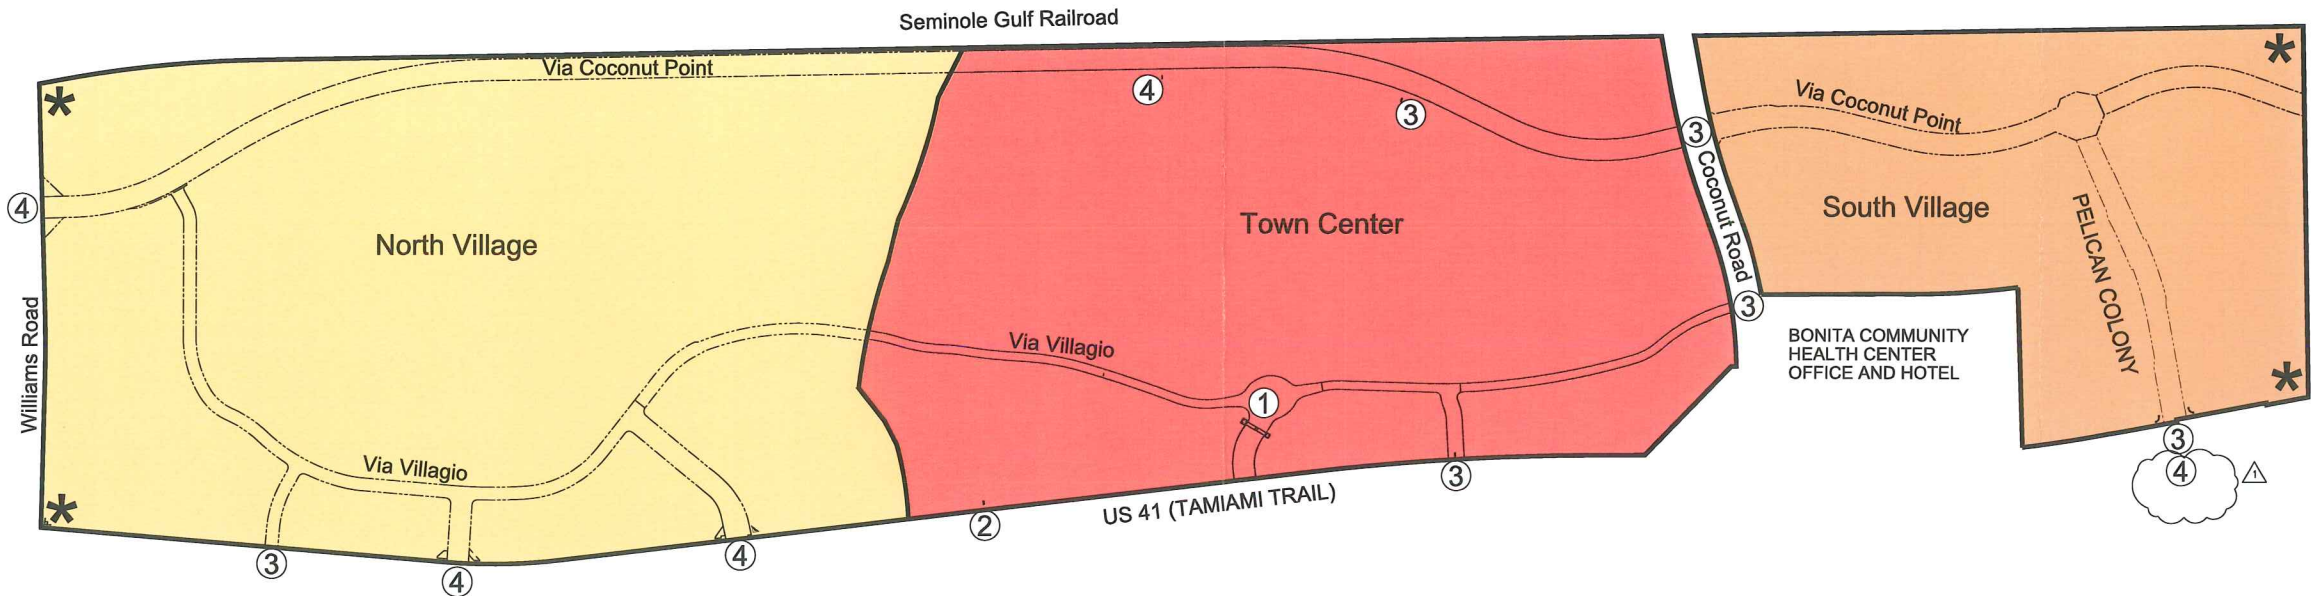 Seminole Gulf Railroad
*
*
Via Coconut Point
4
3
Via Coconut Point
3
Coconut Road
4
North Village
Town Center
South Village
PELICAN COLONY
Williams Road
3
Via Villagio
BONITA COMMUNITY
HEALTH CENTER
OFFICE AND HOTEL
*
1
Via Villagio
3
4
1
3
*
US 41 (TAMIAMI TRAIL)
2
4
3
4